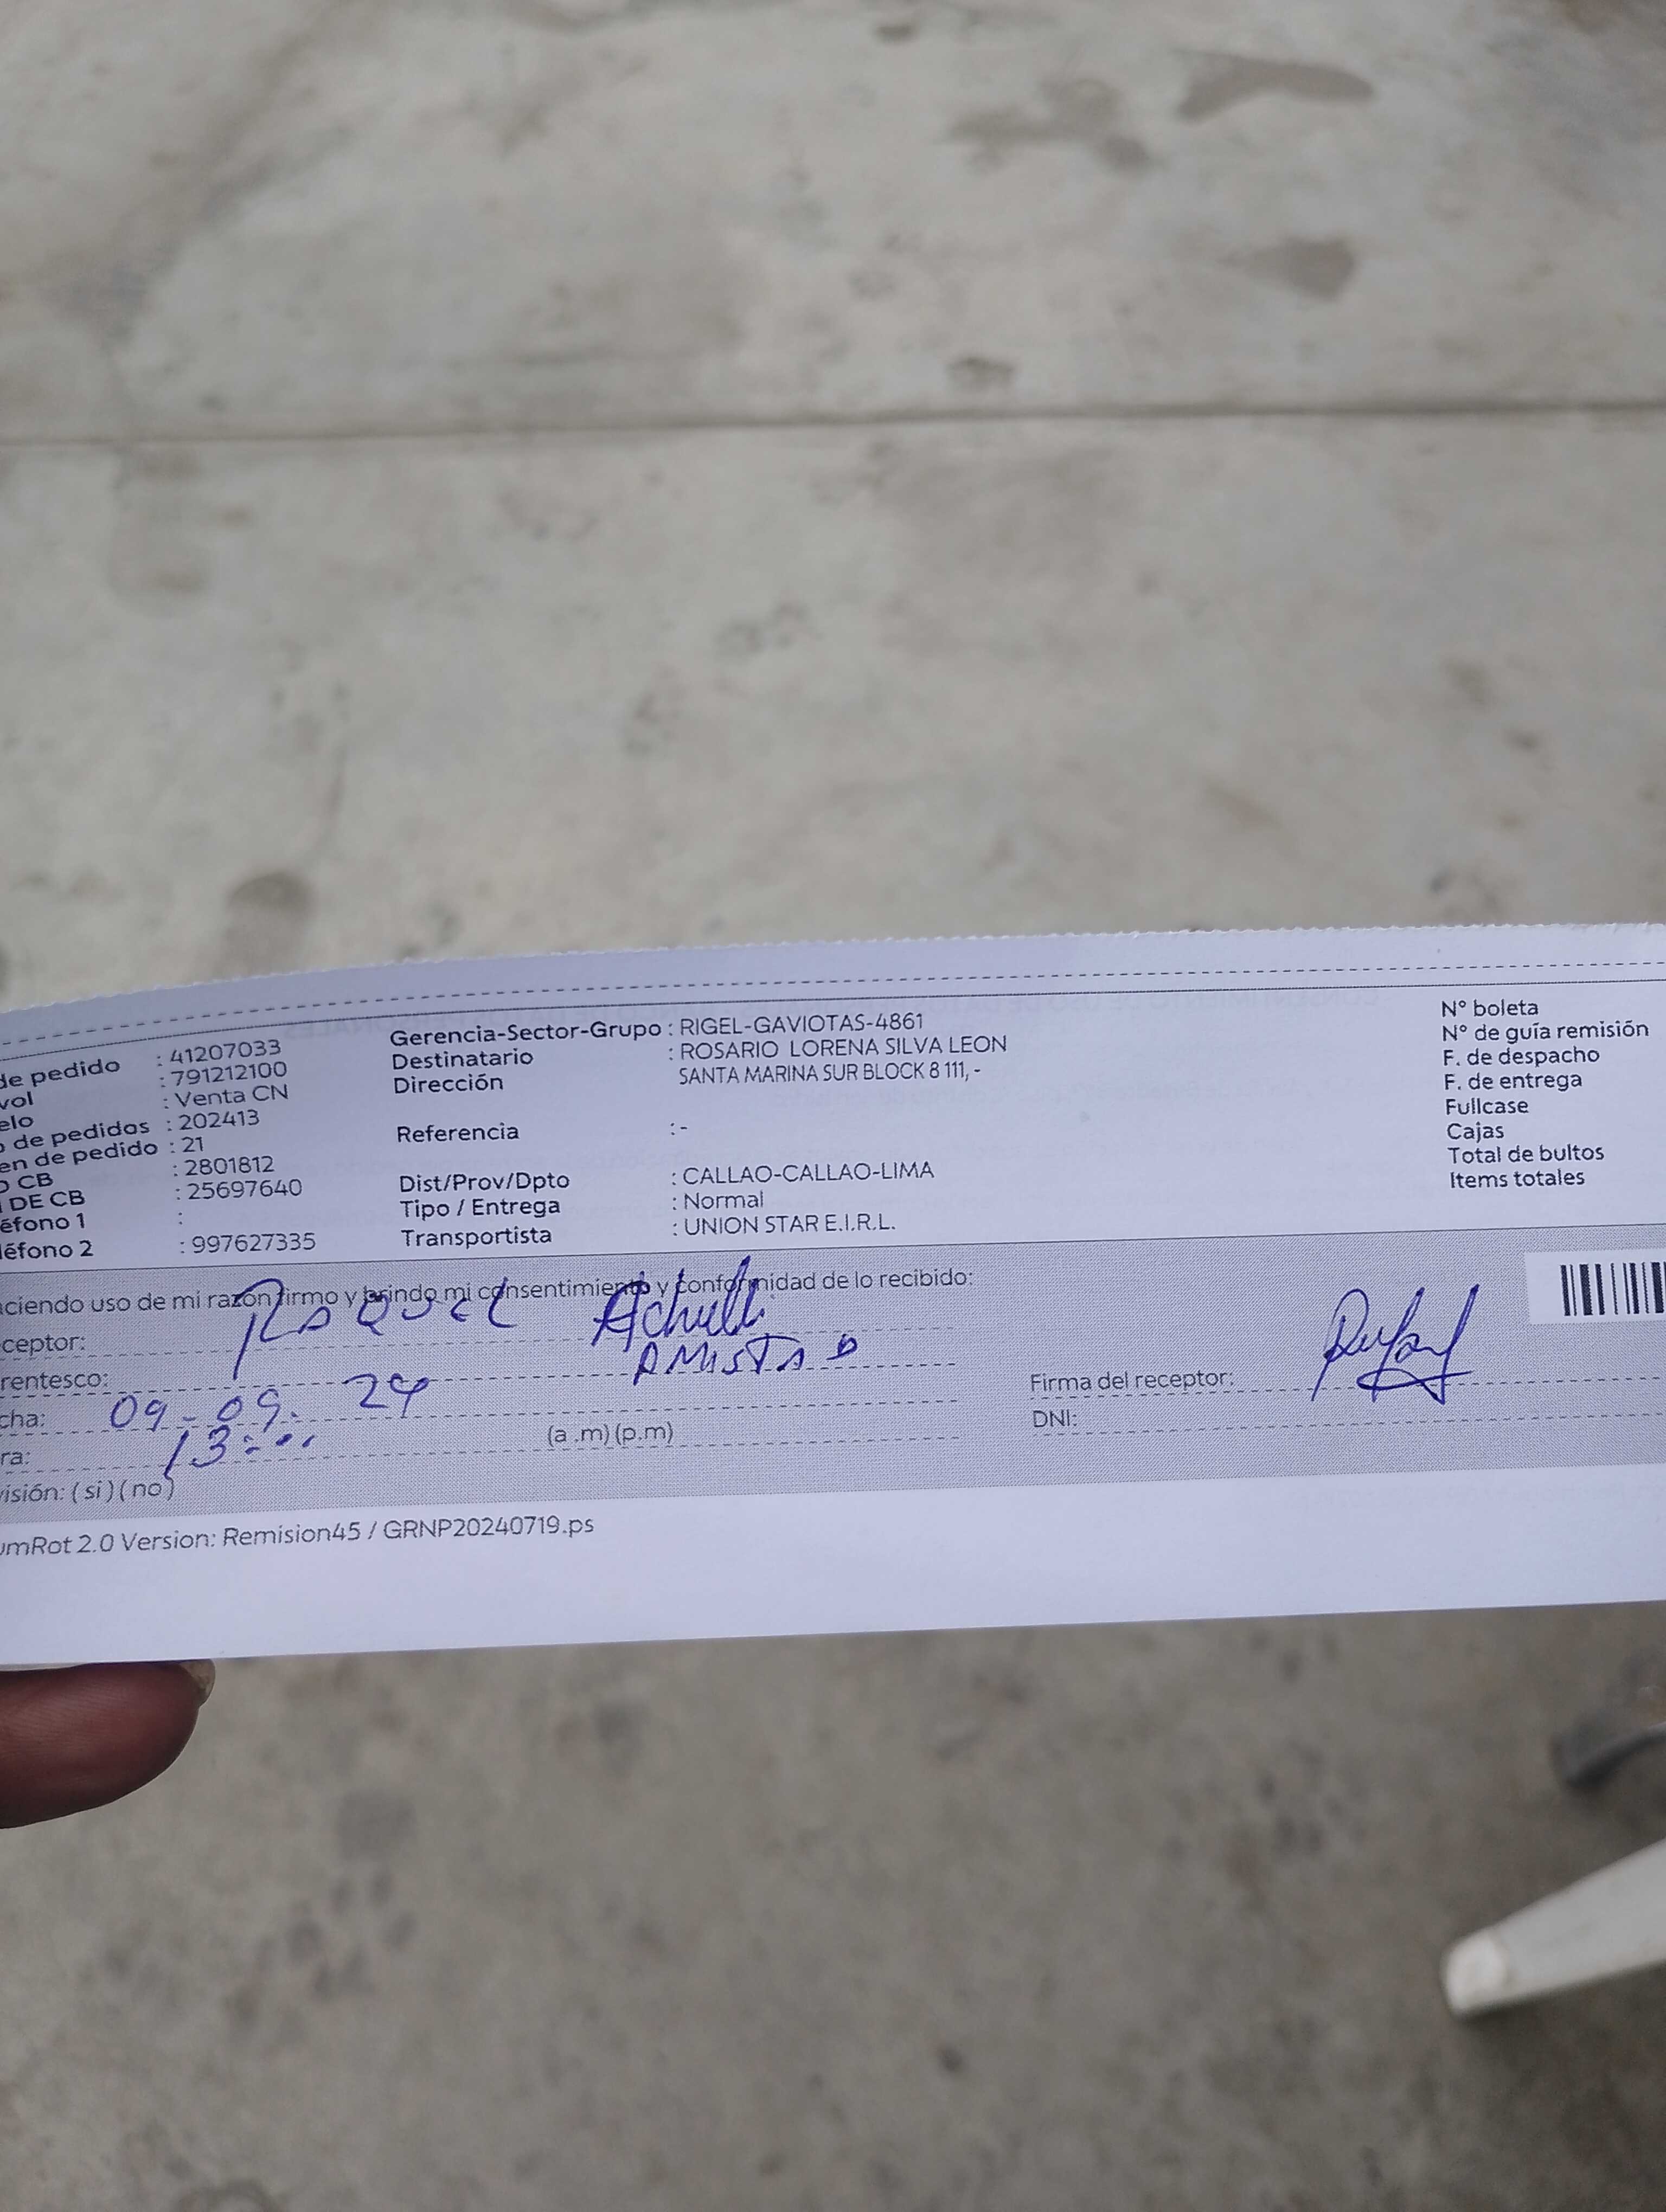 de pedido : 41207033
vol : 791212100
elo : Venta CN
o de pedidos : 202413
en de pedido : 21
O CB : 2801812
DE CB : 25697640
éfono 1 :
léfono 2 : 997627335
Gerencia-Sector-Grupo : RIGEL-GAVIOTAS-4861
Destinatario : ROSARIO LORENA SILVA LEON
Dirección SANTA MARINA SUR BLOCK 8 111, -
Referencia : -
Dist/Prov/Dpto : CALLAO-CALLAO-LIMA
Tipo / Entrega : Normal
Transportista : UNION STAR E.I.R.L.
N° boleta
N° de guía remisión
F. de despacho
F. de entrega
Fullcase
Cajas
Total de bultos
Items totales
aciendo uso de mi razón firmo y brindo mi consentimiento y conformidad de lo recibido:
ceptor: Raquel
rentesco: AMISTAD
cha: 09-09-24
ra: 13 (a .m) (p.m)
visión: ( si ) ( no )
Firma del receptor:
DNI:
umRot 2.0 Version: Remision45 / GRNP20240719.ps